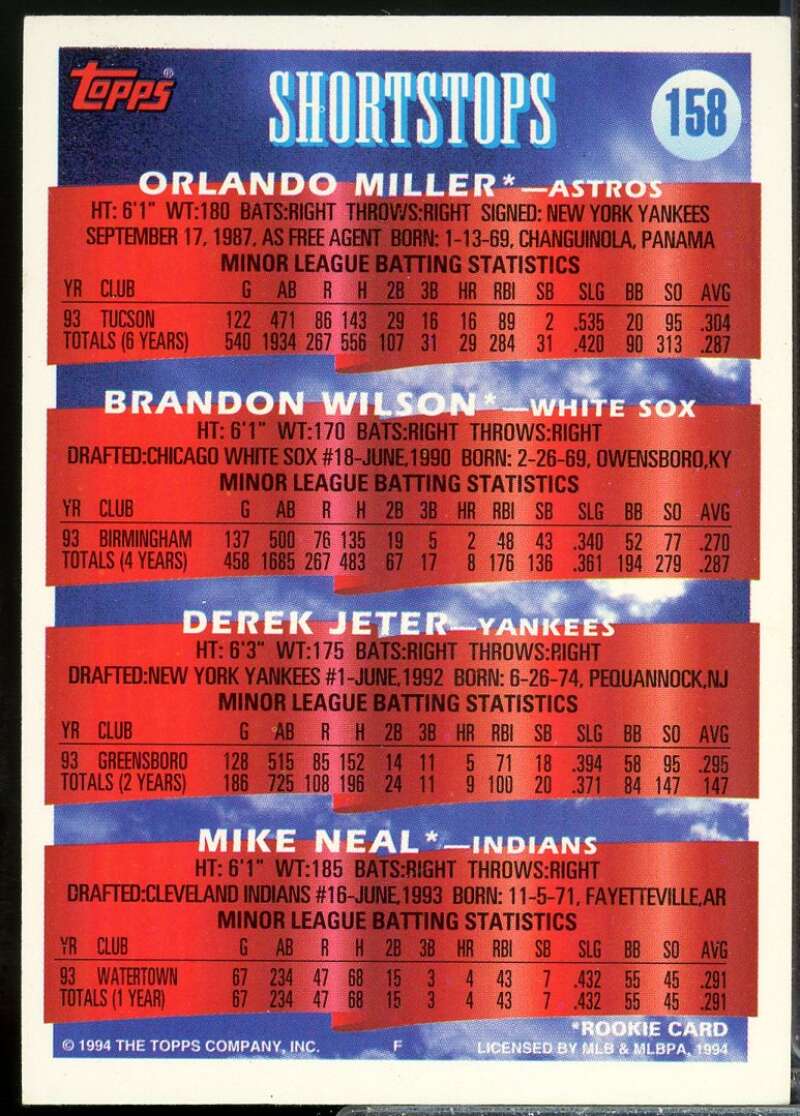 TOPPS®
SHORTSTOPS
158
ORLANDO MILLER*—ASTROS
HT: 6'1" WT:180 BATS:RIGHT THROWS:RIGHT SIGNED: NEW YORK YANKEES
SEPTEMBER 17, 1987, AS FREE AGENT BORN: 1-13-69, CHANGUINOLA, PANAMA
MINOR LEAGUE BATTING STATISTICS
YR CLUB G AB R H 2B 3B HR RBI SB SLG BB SO AVG
93 TUCSON 122 471 86 143 29 16 16 89 2 .535 20 95 .304
TOTALS (6 YEARS) 540 1934 267 556 107 31 29 284 31 .420 90 313 .287
BRANDON WILSON*—WHITE SOX
HT: 6'1" WT:170 BATS:RIGHT THROWS:RIGHT
DRAFTED:CHICAGO WHITE SOX #18-JUNE,1990 BORN: 2-26-69, OWENSBORO,KY
MINOR LEAGUE BATTING STATISTICS
YR CLUB G AB R H 2B 3B HR RBI SB SLG BB SO AVG
93 BIRMINGHAM 137 500 76 135 19 5 2 48 43 .340 52 77 .270
TOTALS (4 YEARS) 458 1685 267 483 67 17 8 176 136 .361 194 279 .287
DEREK JETER—YANKEES
HT: 6'3" WT:175 BATS:RIGHT THROWS:RIGHT
DRAFTED:NEW YORK YANKEES #1-JUNE,1992 BORN: 6-26-74, PEQUANNOCK,NJ
MINOR LEAGUE BATTING STATISTICS
YR CLUB G AB R H 2B 3B HR RBI SB SLG BB SO AVG
93 GREENSBORO 128 515 85 152 14 11 5 71 18 .394 58 95 .295
TOTALS (2 YEARS) 186 725 108 196 24 11 9 100 20 .371 84 147 147
MIKE NEAL*—INDIANS
HT: 6'1" WT:185 BATS:RIGHT THROWS:RIGHT
DRAFTED:CLEVELAND INDIANS #16-JUNE,1993 BORN: 11-5-71, FAYETTEVILLE,AR
MINOR LEAGUE BATTING STATISTICS
YR CLUB G AB R H 2B 3B HR RBI SB SLG BB SO AVG
93 WATERTOWN 67 234 47 68 15 3 4 43 7 .432 55 45 .291
TOTALS (1 YEAR) 67 234 47 68 15 3 4 43 7 .432 55 45 .291
*ROOKIE CARD
© 1994 THE TOPPS COMPANY, INC. F LICENSED BY MLB & MLBPA, 1994